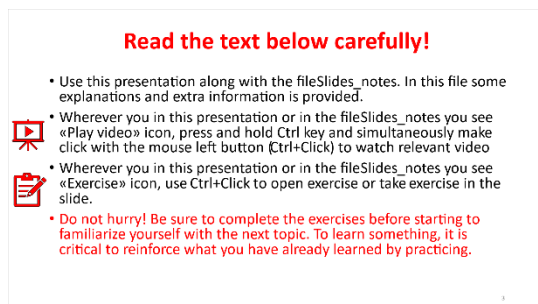 Read the text below carefully!
• Use this presentation along with the fileSlides_notes. In this file some
explanations and extra information is provided.
• Wherever you in this presentation or in the fileSlides_notes you see
«Play video» icon, press and hold Ctrl key and simultaneously make
click with the mouse left button (Ctrl+Click) to watch relevant video
• Wherever you in this presentation or in the fileSlides_notes you see
«Exercise» icon, use Ctrl+Click to open exercise or take exercise in the
slide.
• Do not hurry! Be sure to complete the exercises before starting to
familiarize yourself with the next topic. To learn something, it is
critical to reinforce what you have already learned by practicing.